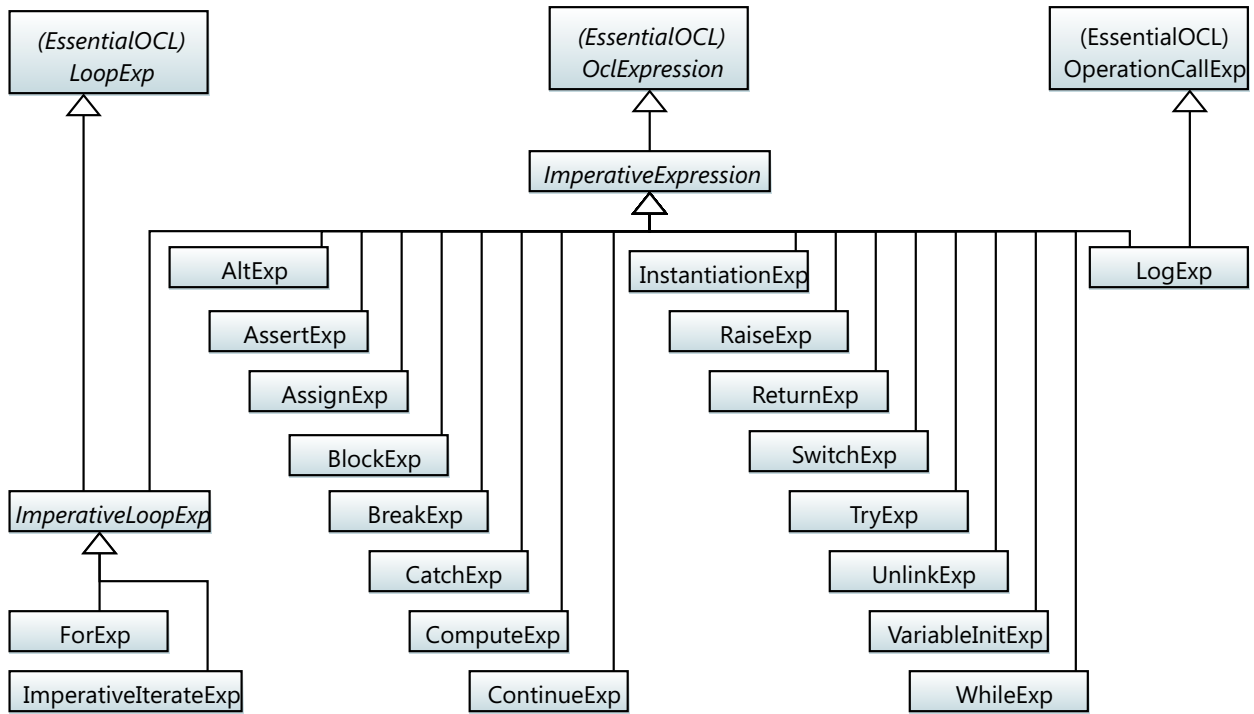 (EssentialOCL)
LoopExp
(EssentialOCL)
OclExpression
(EssentialOCL)
OperationCallExp
ImperativeExpression
AltExp
InstantiationExp
LogExp
AssertExp
RaiseExp
AssignExp
ReturnExp
BlockExp
SwitchExp
ImperativeLoopExp
BreakExp
TryExp
CatchExp
UnlinkExp
ForExp
ComputeExp
VariableInitExp
ImperativeIterateExp
ContinueExp
WhileExp